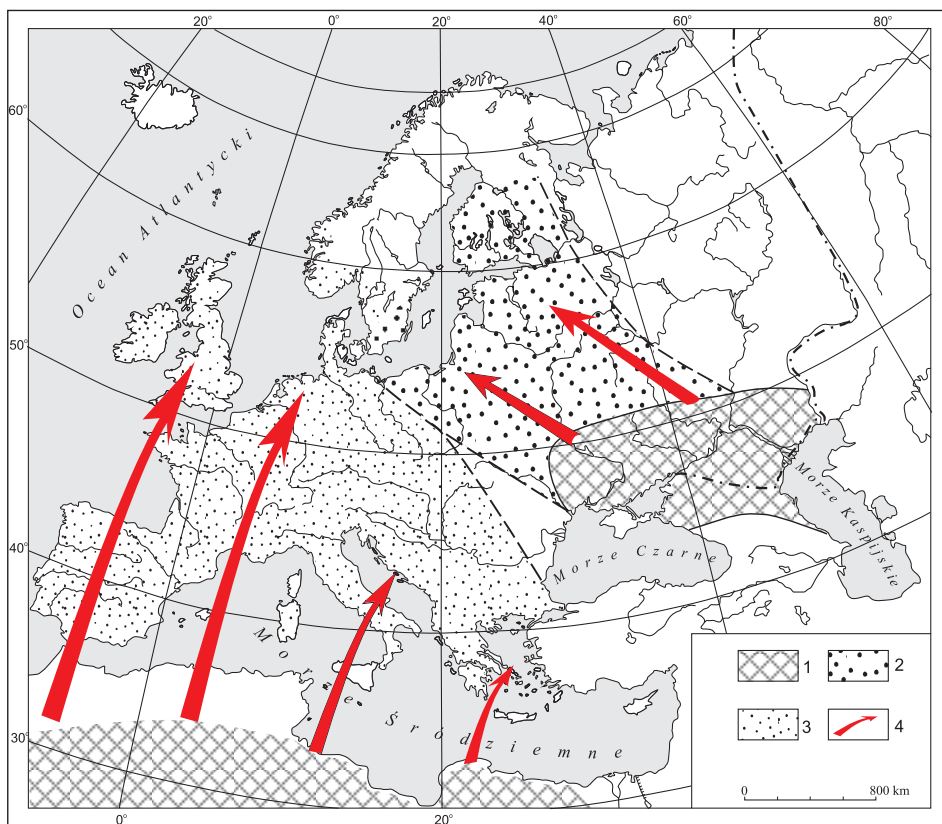 20° 0° 20° 40° 60° 80°
60°
50°
40°
30°
0° 20°
Ocean Atlantycki
Morze Śródziemne
Morze Czarne
Morze Kaspijskie
1 2
3 4
0 800 km